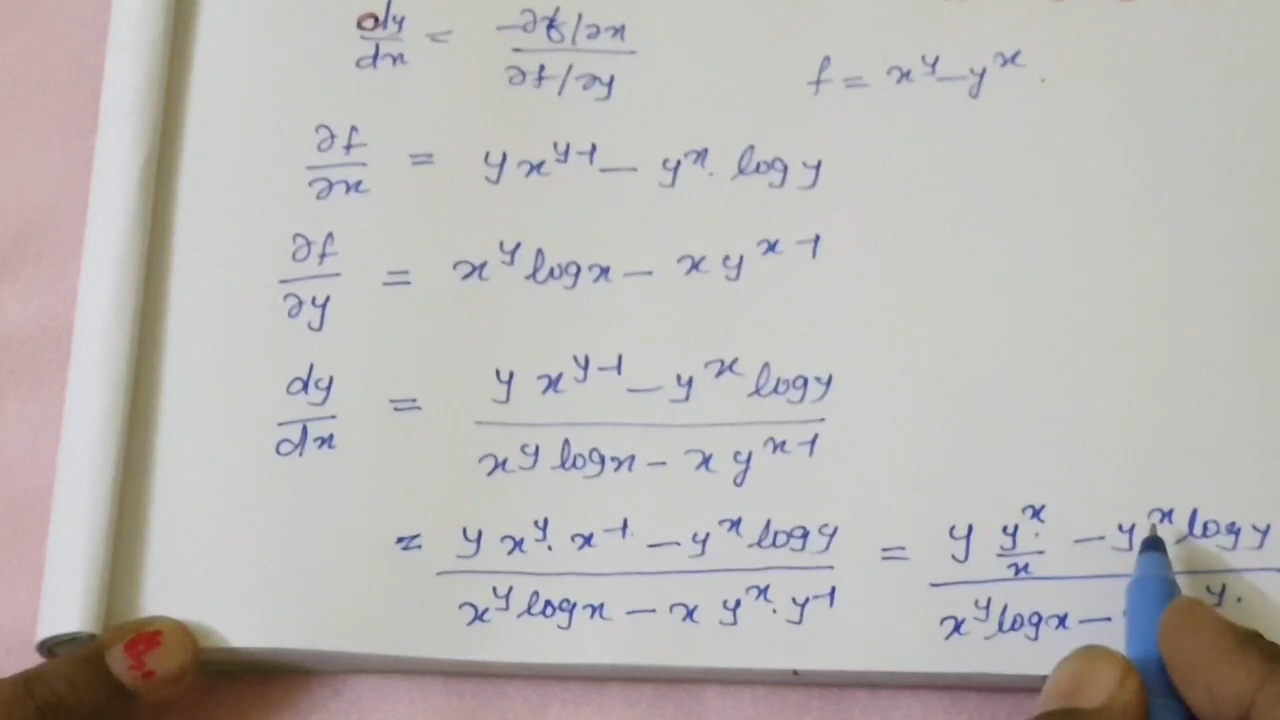 dy/dx = -∂f/∂x / ∂f/∂y
f = x^y - y^x.
∂f/∂x = y x^(y-1) - y^x. log y
∂f/∂y = x^y log x - x y^(x-1)
dy/dx = (y x^(y-1) - y^x log y) / (x^y log x - x y^(x-1))
= (y x^y. x^-1 - y^x log y) / (x^y log x - x y^x. y^-1) = (y y^x/x - y^x log y) / (x^y log x - y.